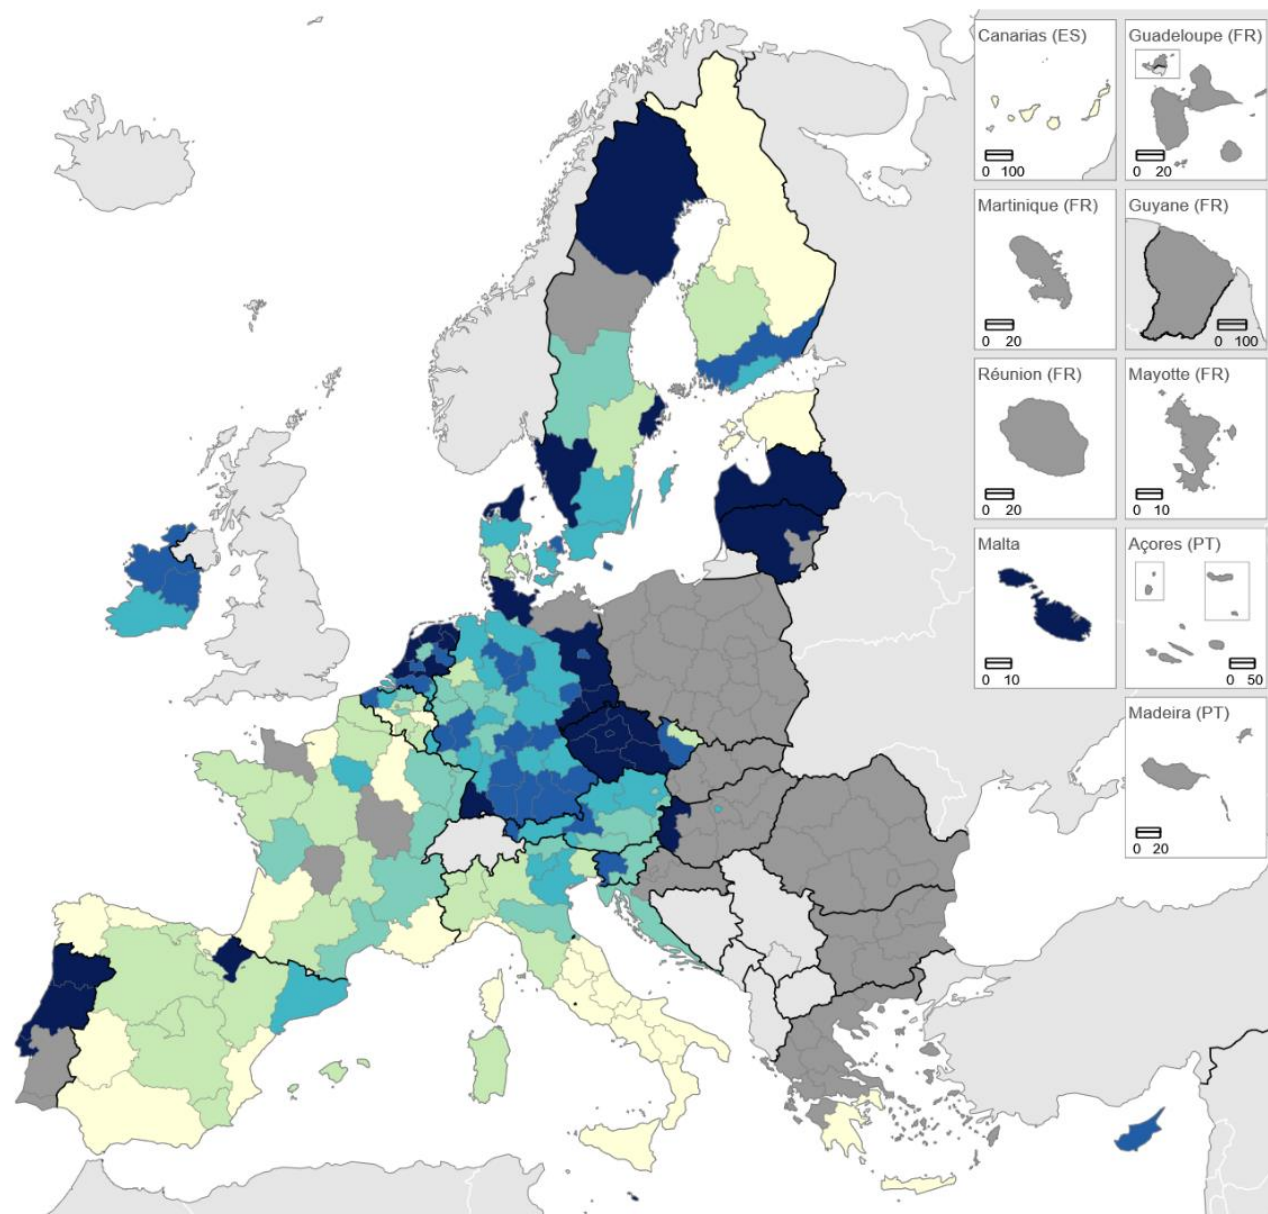 Canarias (ES)
0 100
Guadeloupe (FR)
0 20
Martinique (FR)
0 20
Guyane (FR)
0 100
Réunion (FR)
0 20
Mayotte (FR)
0 10
Malta
0 10
Açores (PT)
0 50
Madeira (PT)
0 20